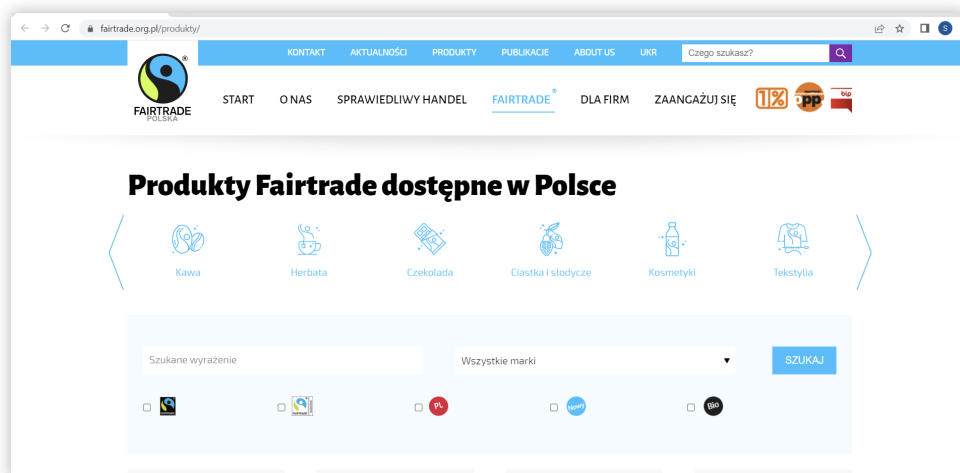 fairtrade.org.pl/produkty/
S
KONTAKT AKTUALNOŚCI PRODUKTY PUBLIKACJE ABOUT US UKR Czego szukasz?
FAIRTRADE
POLSKA
START O NAS SPRAWIEDLIWY HANDEL FAIRTRADE® DLA FIRM ZAANGAŻUJ SIĘ 1% opp bip
Produkty Fairtrade dostępne w Polsce
Kawa Herbata Czekolada Ciastka i słodycze Kosmetyki Tekstylia
Szukane wyrażenie Wszystkie marki SZUKAJ
PL Nowy Bio